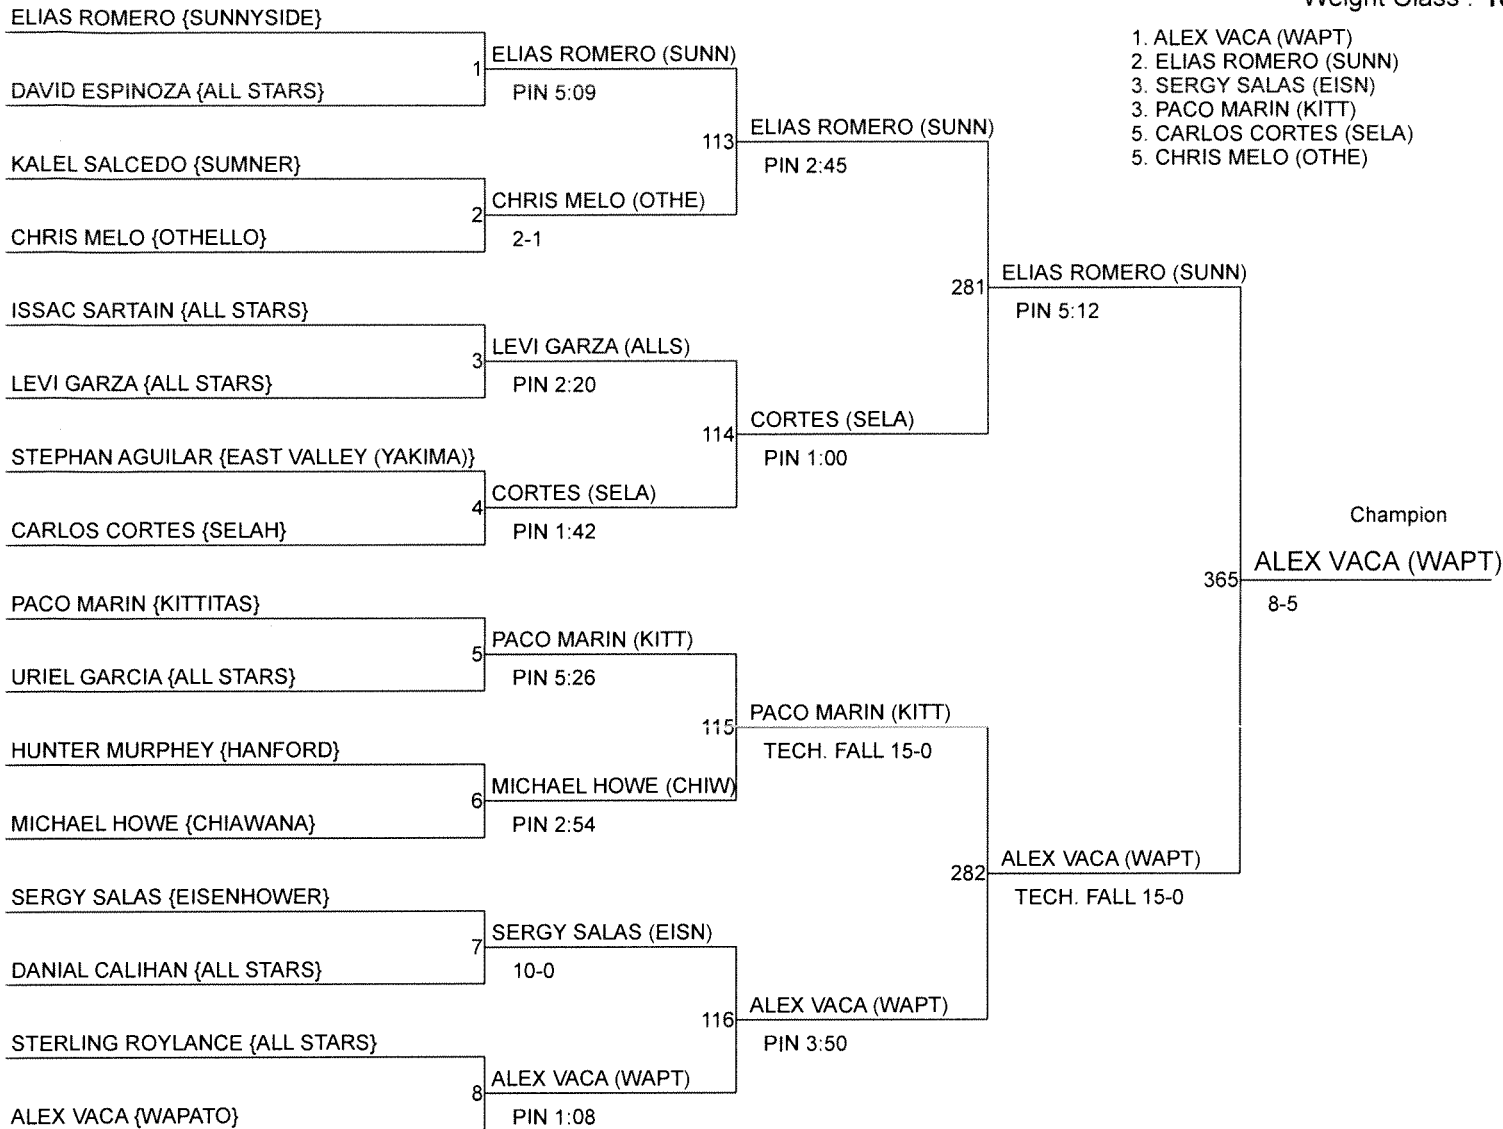 Weight Class :
1. ALEX VACA (WAPT)
2. ELIAS ROMERO (SUNN)
3. SERGY SALAS (EISN)
3. PACO MARIN (KITT)
5. CARLOS CORTES (SELA)
5. CHRIS MELO (OTHE)
ELIAS ROMERO {SUNNYSIDE}
DAVID ESPINOZA {ALL STARS}
KALEL SALCEDO {SUMNER}
CHRIS MELO {OTHELLO}
ISSAC SARTAIN {ALL STARS}
LEVI GARZA {ALL STARS}
STEPHAN AGUILAR {EAST VALLEY (YAKIMA)}
CARLOS CORTES {SELAH}
PACO MARIN {KITTITAS}
URIEL GARCIA {ALL STARS}
HUNTER MURPHEY {HANFORD}
MICHAEL HOWE {CHIAWANA}
SERGY SALAS {EISENHOWER}
DANIAL CALIHAN {ALL STARS}
STERLING ROYLANCE {ALL STARS}
ALEX VACA {WAPATO}
1 ELIAS ROMERO (SUNN)
PIN 5:09
2 CHRIS MELO (OTHE)
2-1
3 LEVI GARZA (ALLS)
PIN 2:20
4 CORTES (SELA)
PIN 1:42
5 PACO MARIN (KITT)
PIN 5:26
6 MICHAEL HOWE (CHIW)
PIN 2:54
7 SERGY SALAS (EISN)
10-0
8 ALEX VACA (WAPT)
PIN 1:08
113 ELIAS ROMERO (SUNN)
PIN 2:45
114 CORTES (SELA)
PIN 1:00
115 PACO MARIN (KITT)
TECH. FALL 15-0
116 ALEX VACA (WAPT)
PIN 3:50
281 ELIAS ROMERO (SUNN)
PIN 5:12
282 ALEX VACA (WAPT)
TECH. FALL 15-0
Champion
365 ALEX VACA (WAPT)
8-5